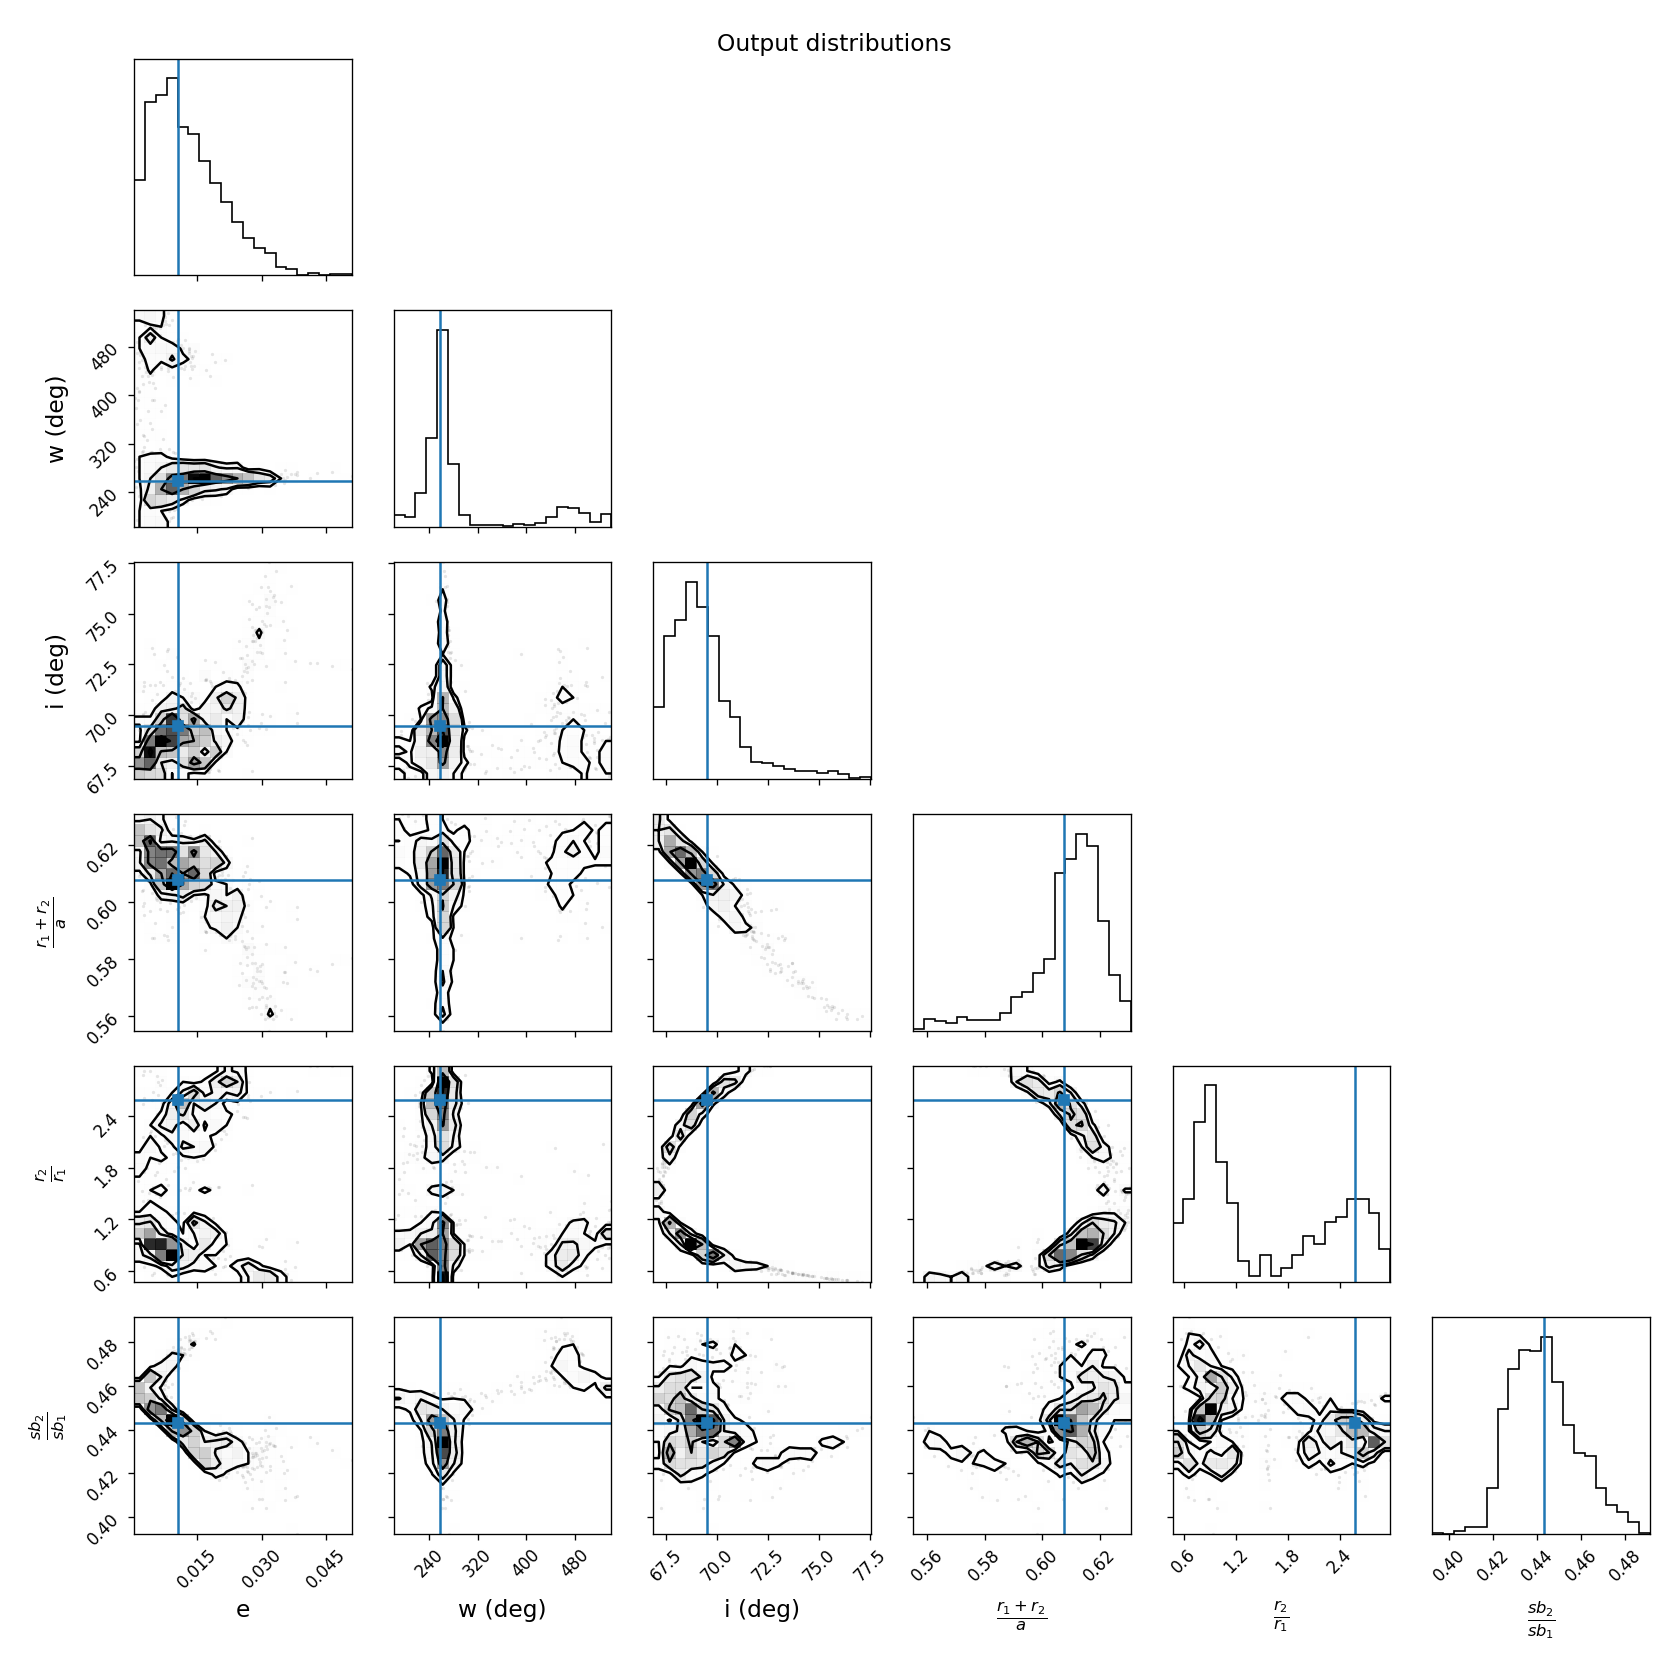 Output distributions
w (deg)
480
400
320
240
i (deg)
77.5
75.0
72.5
70.0
67.5
r₁ + r₂
a
0.62
0.60
0.58
0.56
r₂
r₁
2.4
1.8
1.2
0.6
sb₂
sb₁
0.48
0.46
0.44
0.42
0.40
0.015 0.030 0.045 240 320 400 480 67.5 70.0 72.5 75.0 77.5 0.56 0.58 0.60 0.62 0.6 1.2 1.8 2.4 0.40 0.42 0.44 0.46 0.48
e w (deg) i (deg) r₁ + r₂ r₂ sb₂
a r₁ sb₁